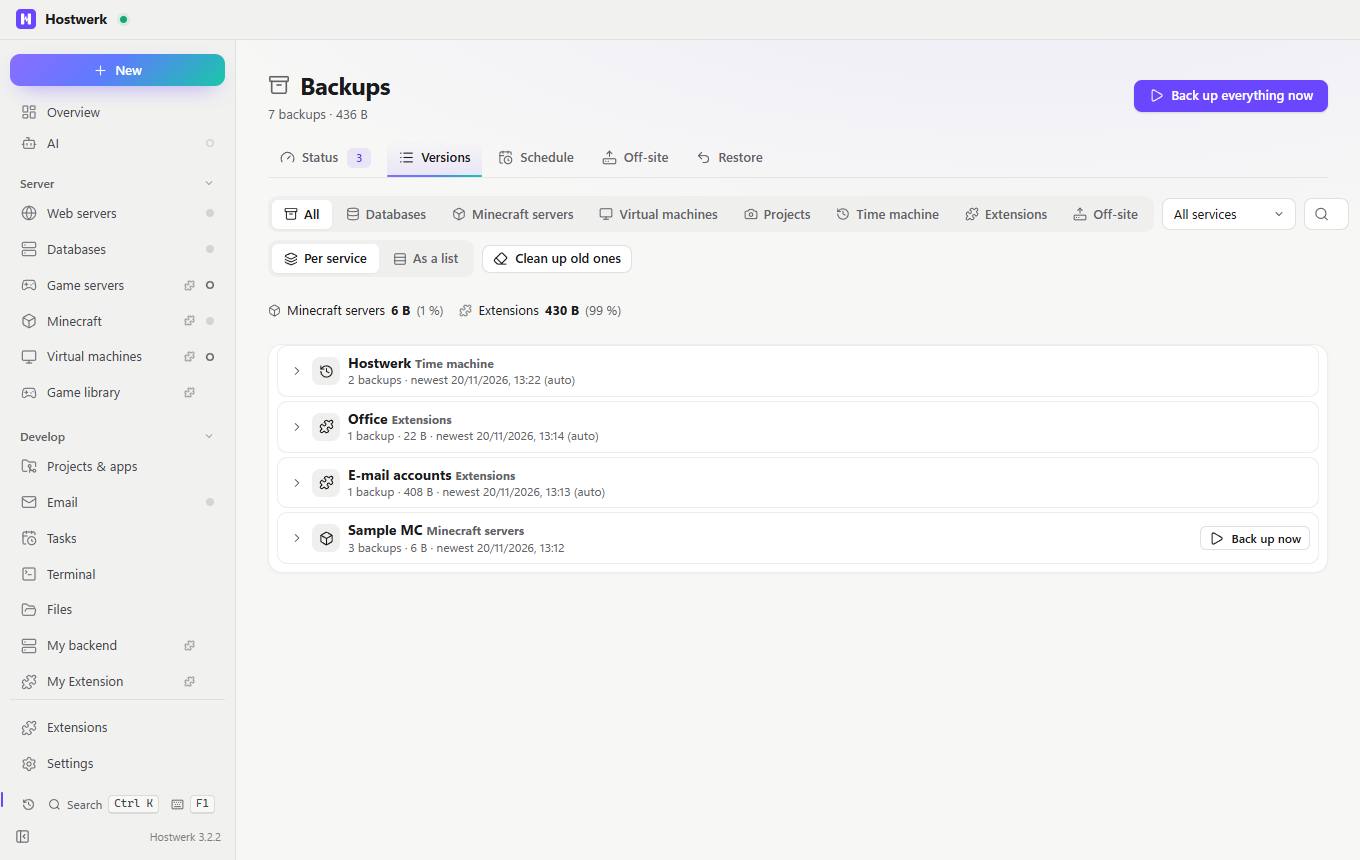 Hostwerk
New
Overview
AI
Server
Web servers
Databases
Game servers
Minecraft
Virtual machines
Game library
Develop
Projects & apps
Email
Tasks
Terminal
Files
My backend
My Extension
Extensions
Settings
Search Ctrl K F1
Hostwerk 3.2.2
Backups
7 backups · 436 B
Back up everything now
Status 3 Versions Schedule Off-site Restore
All Databases Minecraft servers Virtual machines Projects Time machine Extensions Off-site All services
Per service As a list Clean up old ones
Minecraft servers 6 B (1 %) Extensions 430 B (99 %)
Hostwerk Time machine
2 backups · newest 20/11/2026, 13:22 (auto)
Office Extensions
1 backup · 22 B · newest 20/11/2026, 13:14 (auto)
E-mail accounts Extensions
1 backup · 408 B · newest 20/11/2026, 13:13 (auto)
Sample MC Minecraft servers
3 backups · 6 B · newest 20/11/2026, 13:12
Back up now